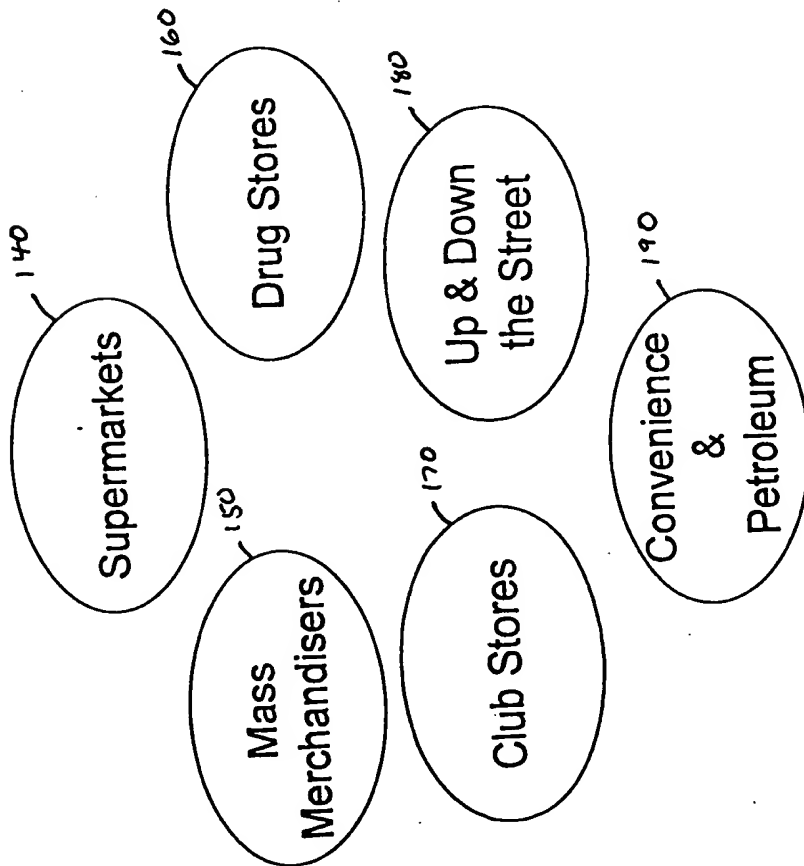 140
Supermarkets
150
Mass
Merchandisers
160
Drug Stores
170
Club Stores
180
Up & Down
the Street
190
Convenience
&
Petroleum